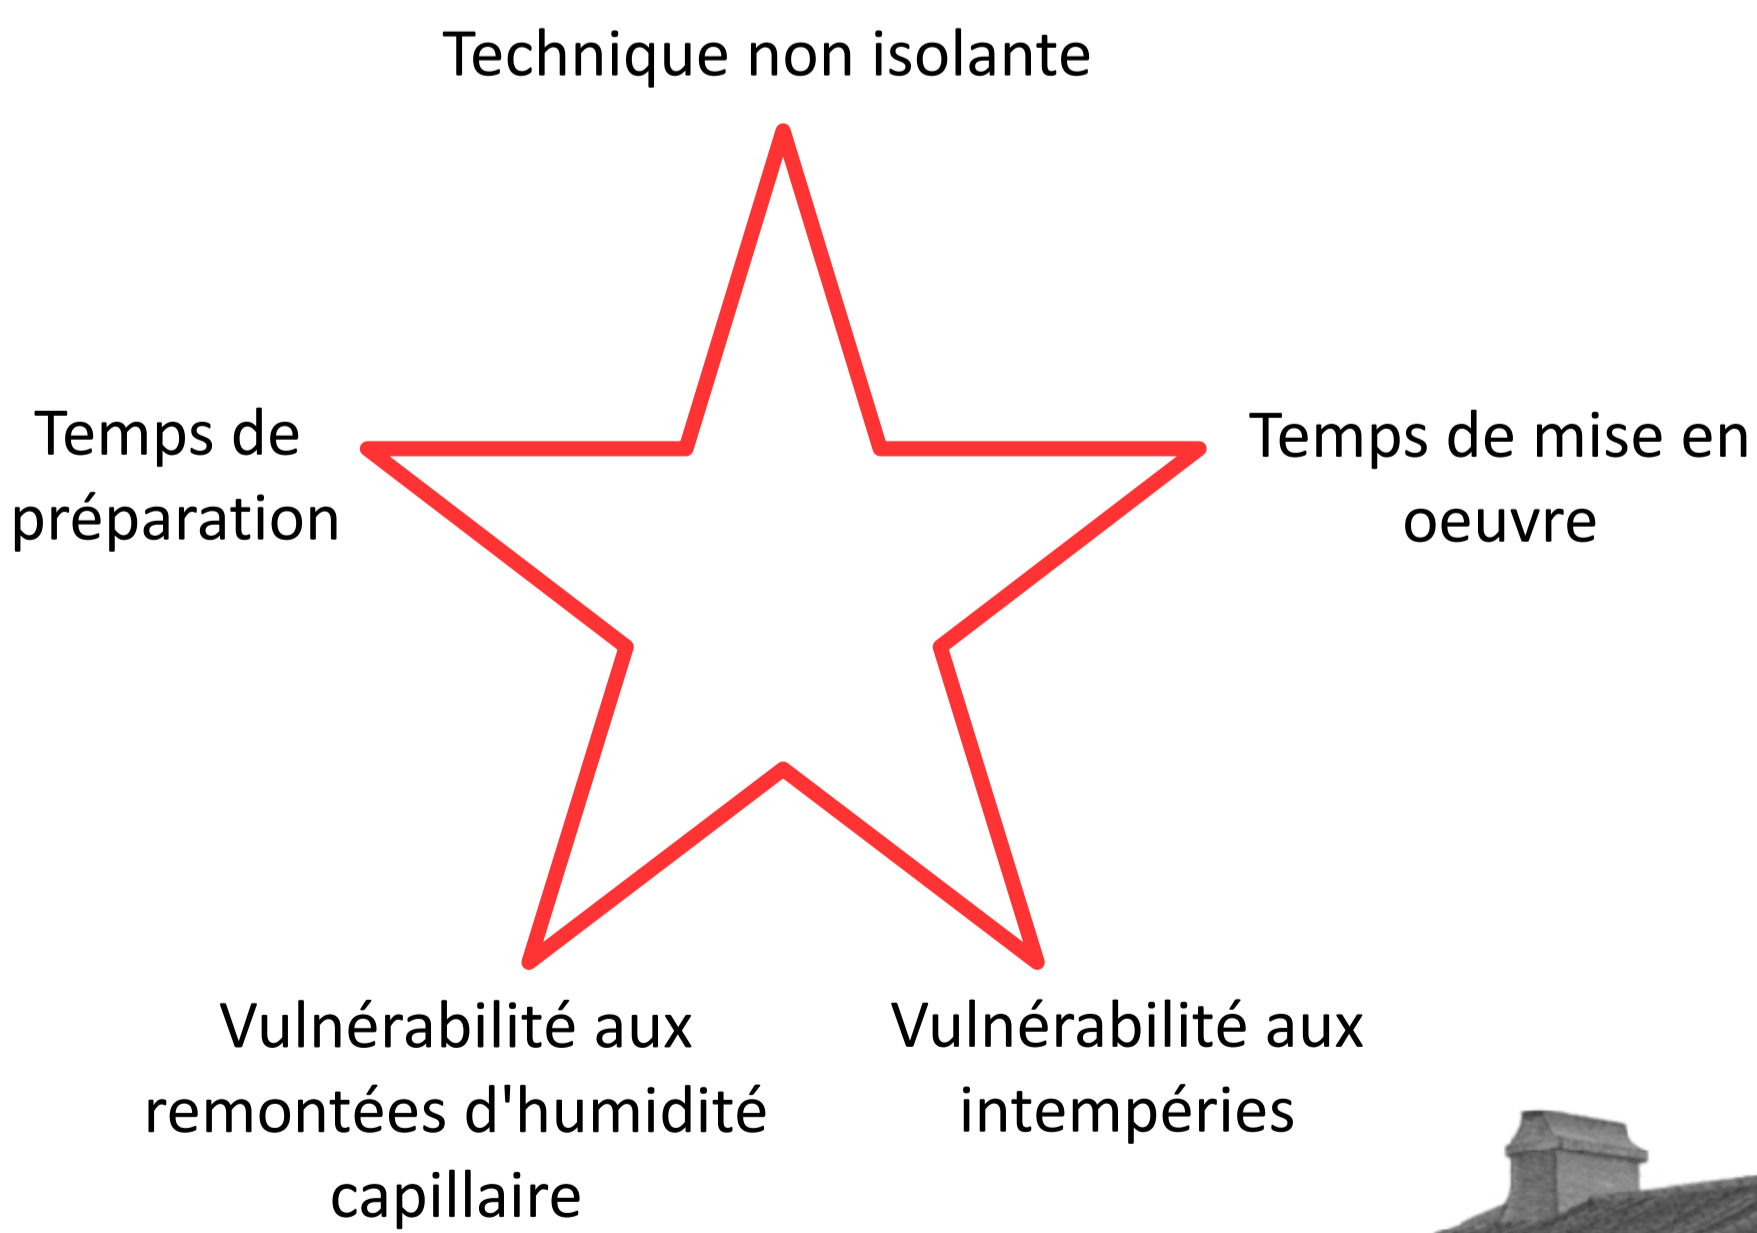 Technique non isolante
Temps de
préparation
Temps de mise en
oeuvre
Vulnérabilité aux
remontées d'humidité
capillaire
Vulnérabilité aux
intempéries